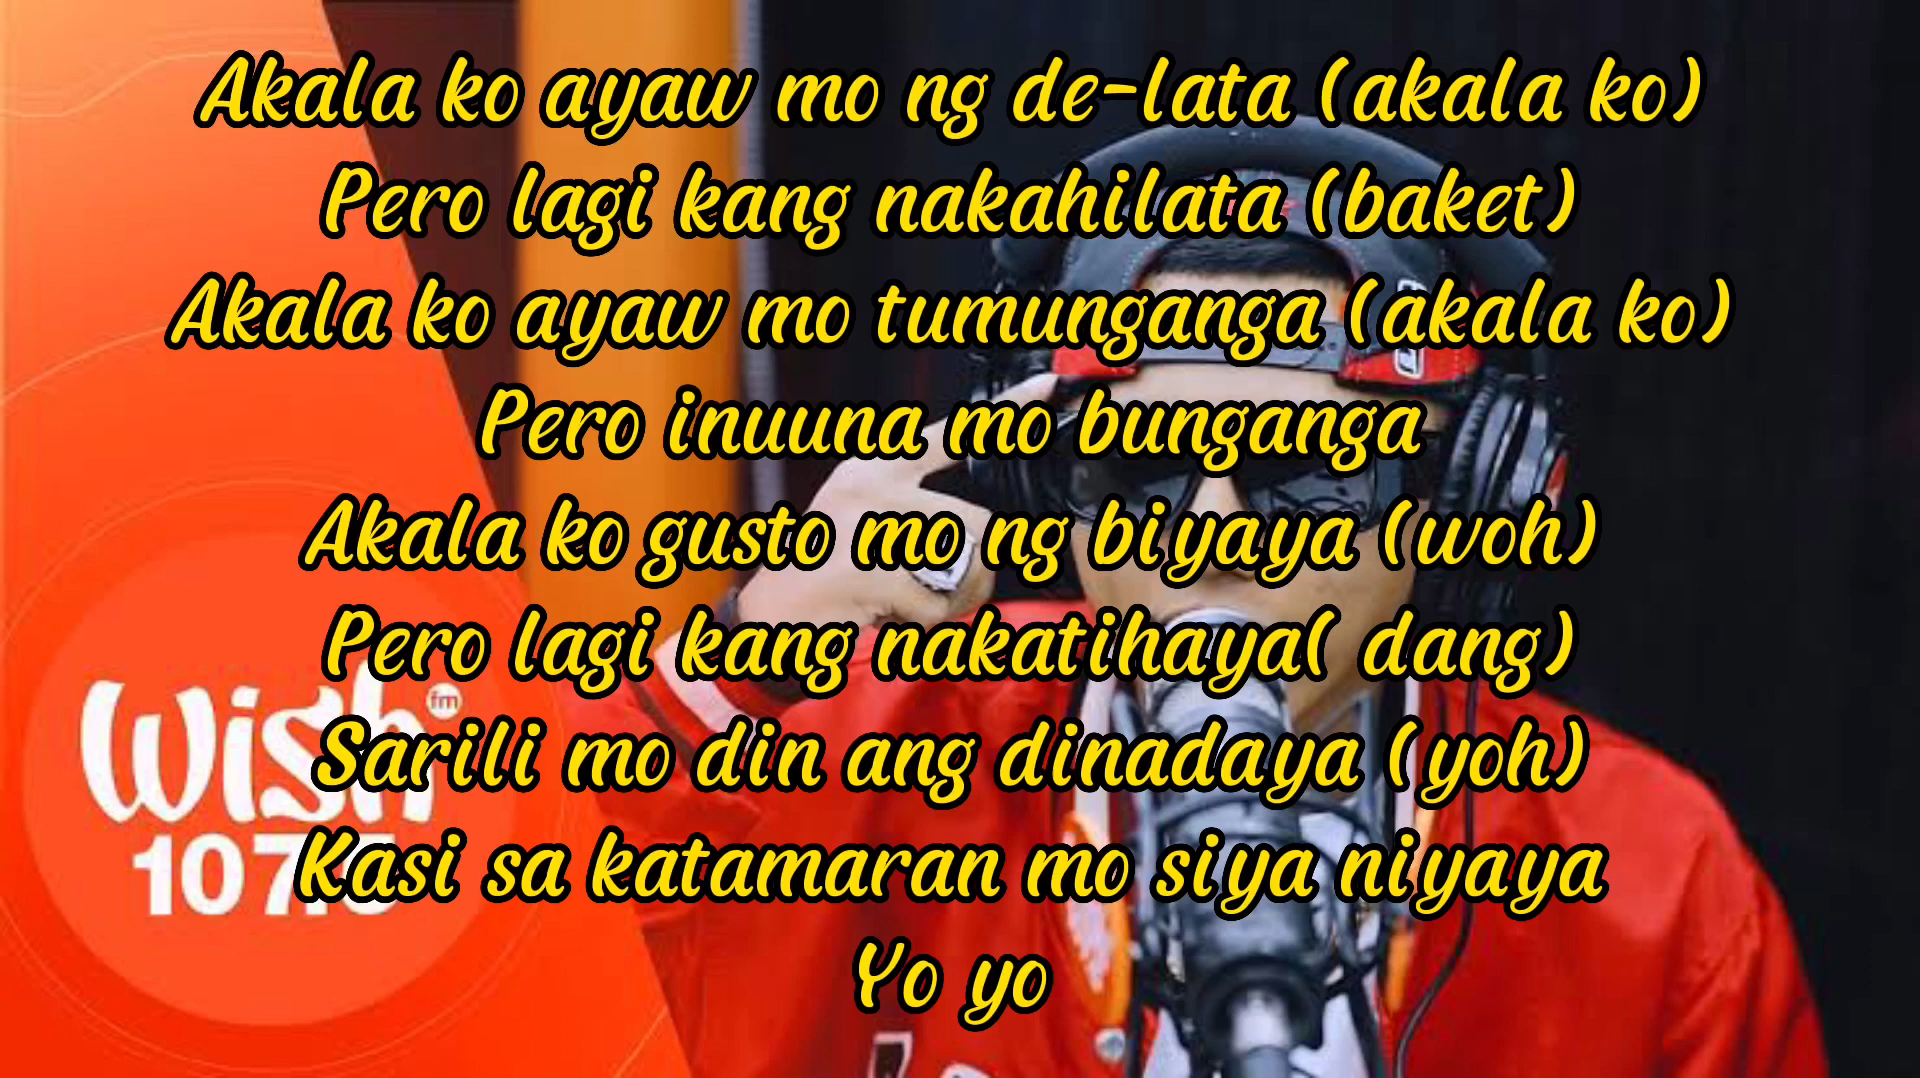 Akala ko ayaw mo ng de-lata (akala ko)
Pero lagi kang nakahilata (baket)
Akala ko ayaw mo tumunganga (akala ko)
Pero inuuna mo bunganga
Akala ko gusto mo ng biyaya (woh)
Pero lagi kang nakatihaya( dang)
Sarili mo din ang dinadaya (yoh)
Kasi sa katamaran mo siya niyaya
Yo yo
wish fm
107.5